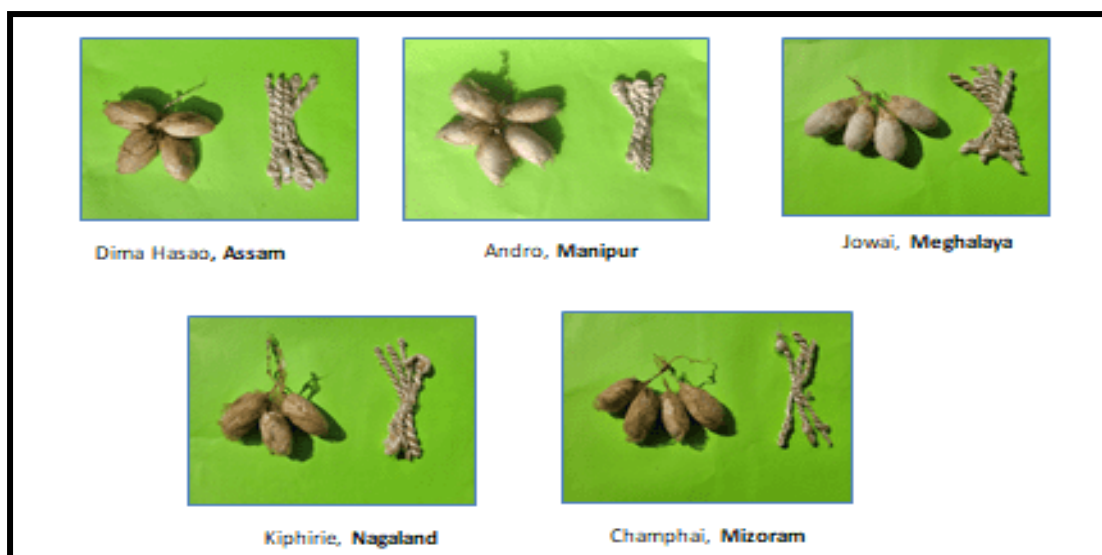 Dima Hasao, Assam
Andro, Manipur
Jowai, Meghalaya
Kiphirie, Nagaland
Champhai, Mizoram